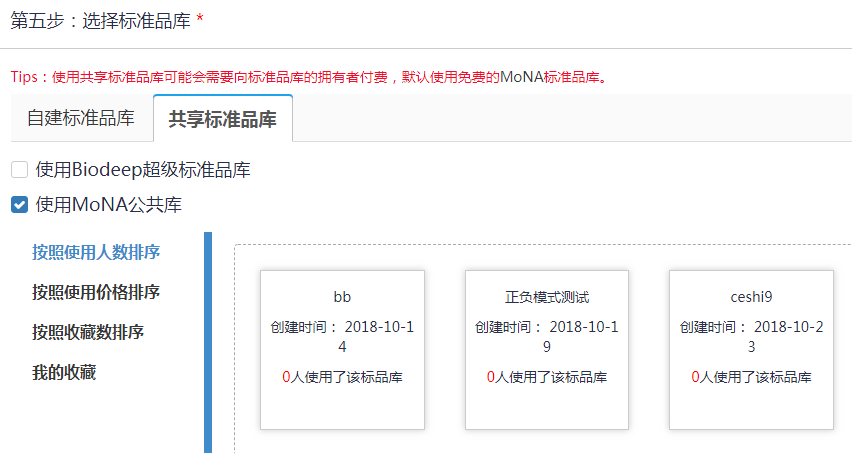 第五步：选择标准品库 *
Tips：使用共享标准品库可能会需要向标准品库的拥有者付费，默认使用免费的MoNA标准品库。
自建标准品库
共享标准品库
使用Biodeep超级标准品库
使用MoNA公共库
按照使用人数排序
按照使用价格排序
按照收藏数排序
我的收藏
bb
创建时间： 2018-10-1
4
0人使用了该标品库
正负模式测试
创建时间： 2018-10-1
9
0人使用了该标品库
ceshi9
创建时间： 2018-10-2
3
0人使用了该标品库